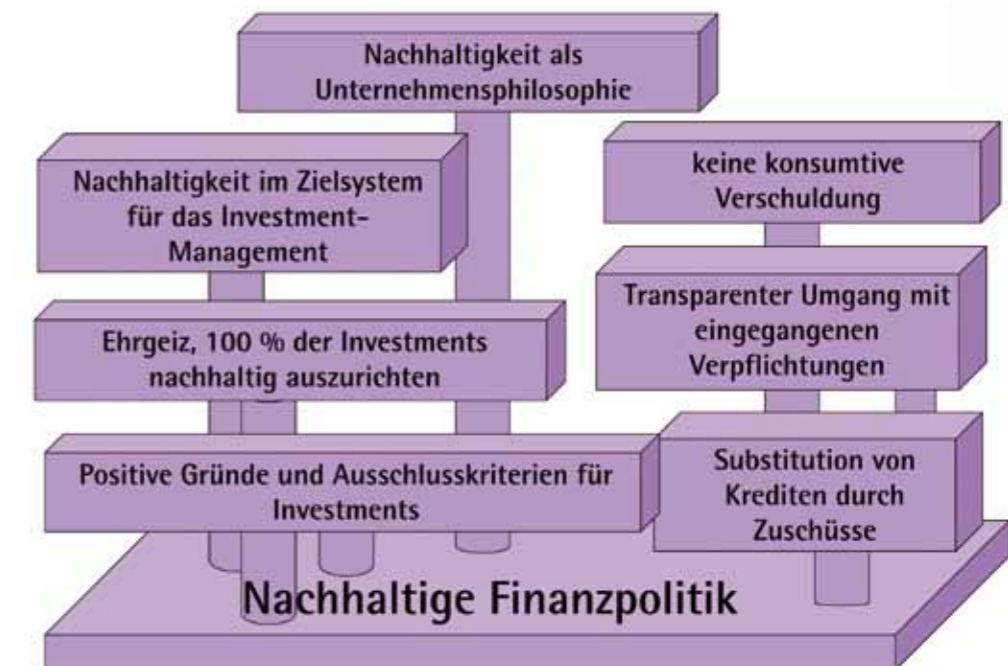 Nachhaltigkeit als
Unternehmensphilosophie
Nachhaltigkeit im Zielsystem
für das Investment-
Management
keine konsumtive
Verschuldung
Ehrgeiz, 100 % der Investments
nachhaltig auszurichten
Transparenter Umgang mit
eingegangenen
Verpflichtungen
Positive Gründe und Ausschlusskriterien für
Investments
Substitution von
Krediten durch
Zuschüsse
Nachhaltige Finanzpolitik